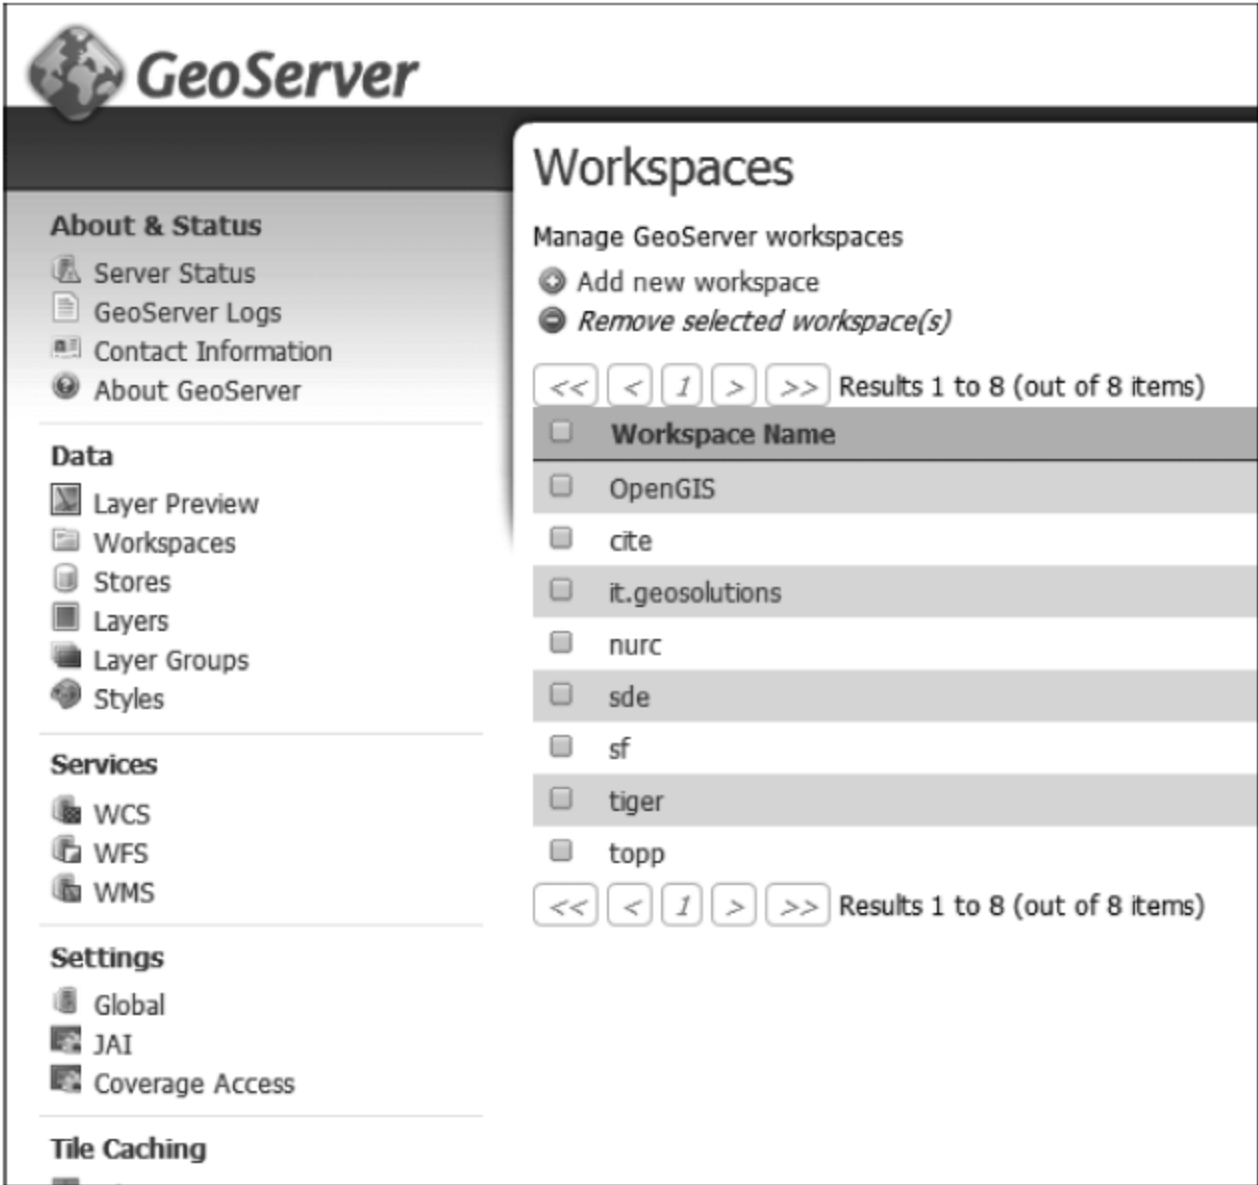 GeoServer
About & Status
Server Status
GeoServer Logs
Contact Information
About GeoServer
Data
Layer Preview
Workspaces
Stores
Layers
Layer Groups
Styles
Services
WCS
WFS
WMS
Settings
Global
JAI
Coverage Access
Tile Caching
Workspaces
Manage GeoServer workspaces
Add new workspace
Remove selected workspace(s)
<< < 1 > >> Results 1 to 8 (out of 8 items)
Workspace Name
OpenGIS
cite
it.geosolutions
nurc
sde
sf
tiger
topp
<< < 1 > >> Results 1 to 8 (out of 8 items)